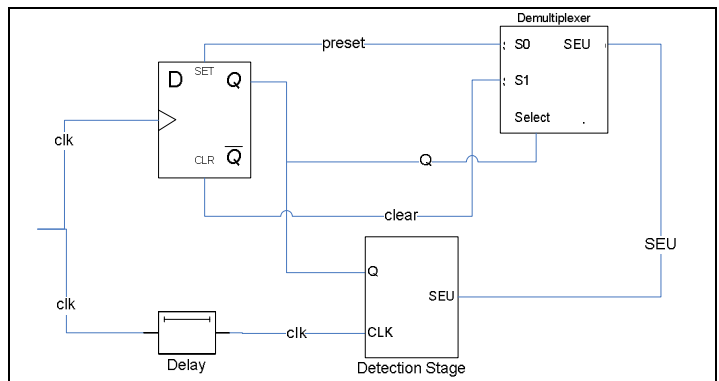 Demultiplexer
preset
S0 SEU
D SET Q
S1
clk
Select .
CLR Q
Q
clear
SEU
clk
Q
SEU
clk
CLK
Delay
Detection Stage